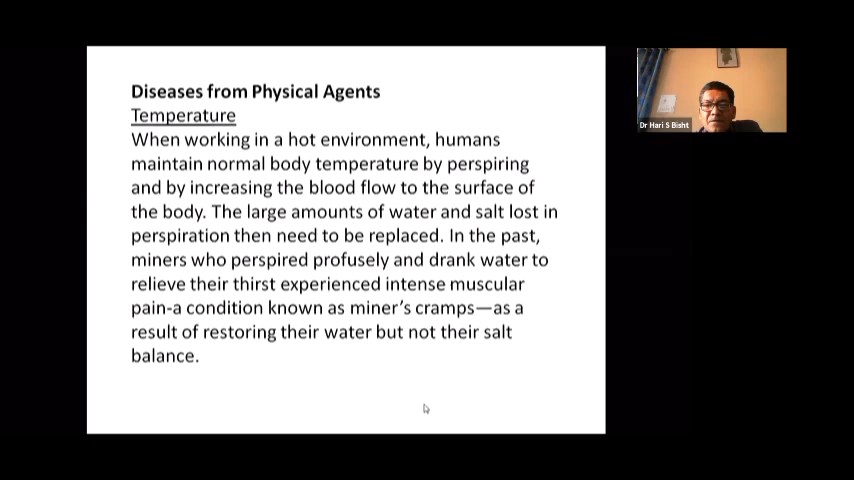 Diseases from Physical Agents
Temperature
When working in a hot environment, humans
maintain normal body temperature by perspiring
and by increasing the blood flow to the surface of
the body. The large amounts of water and salt lost in
perspiration then need to be replaced. In the past,
miners who perspired profusely and drank water to
relieve their thirst experienced intense muscular
pain-a condition known as miner’s cramps—as a
result of restoring their water but not their salt
balance.
Dr Hari S Bisht